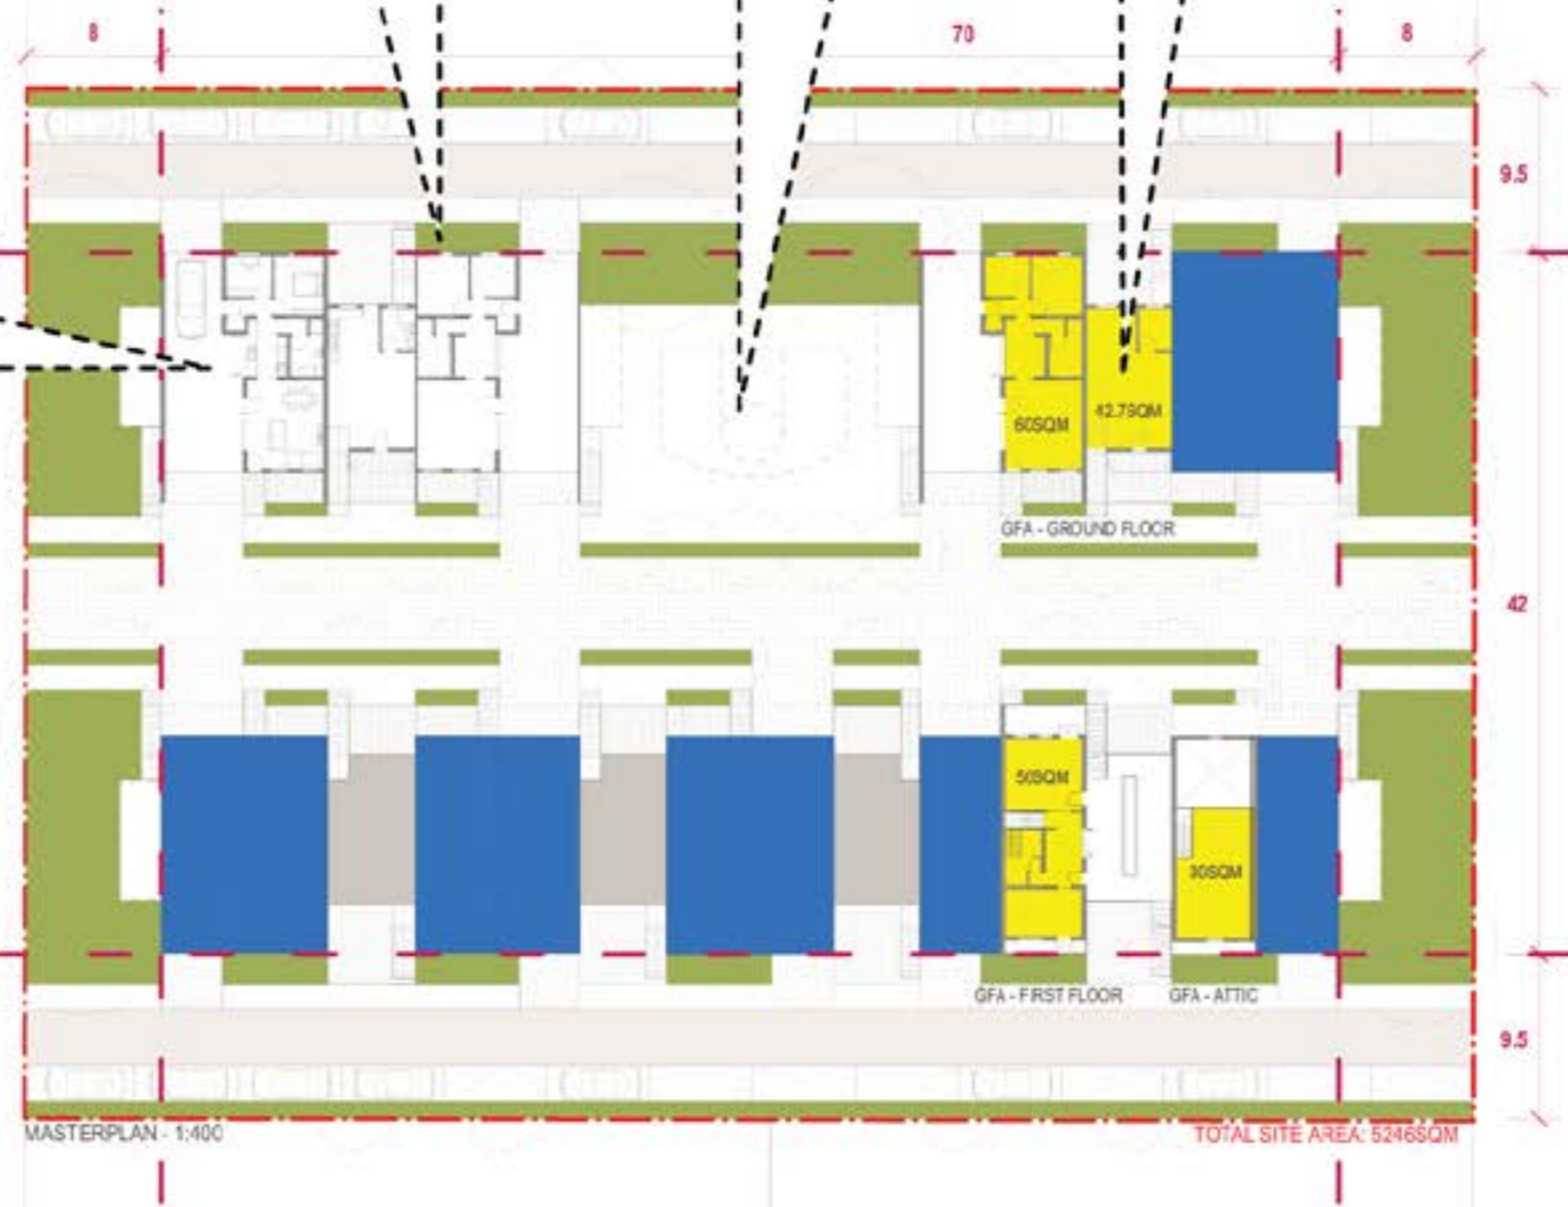 8 70 8
9.5
60SQM 42.7SQM
GFA - GROUND FLOOR
42
50SQM
30SQM
GFA - FIRST FLOOR GFA - ATTIC
9.5
MASTERPLAN - 1:400 TOTAL SITE AREA: 5246SQM